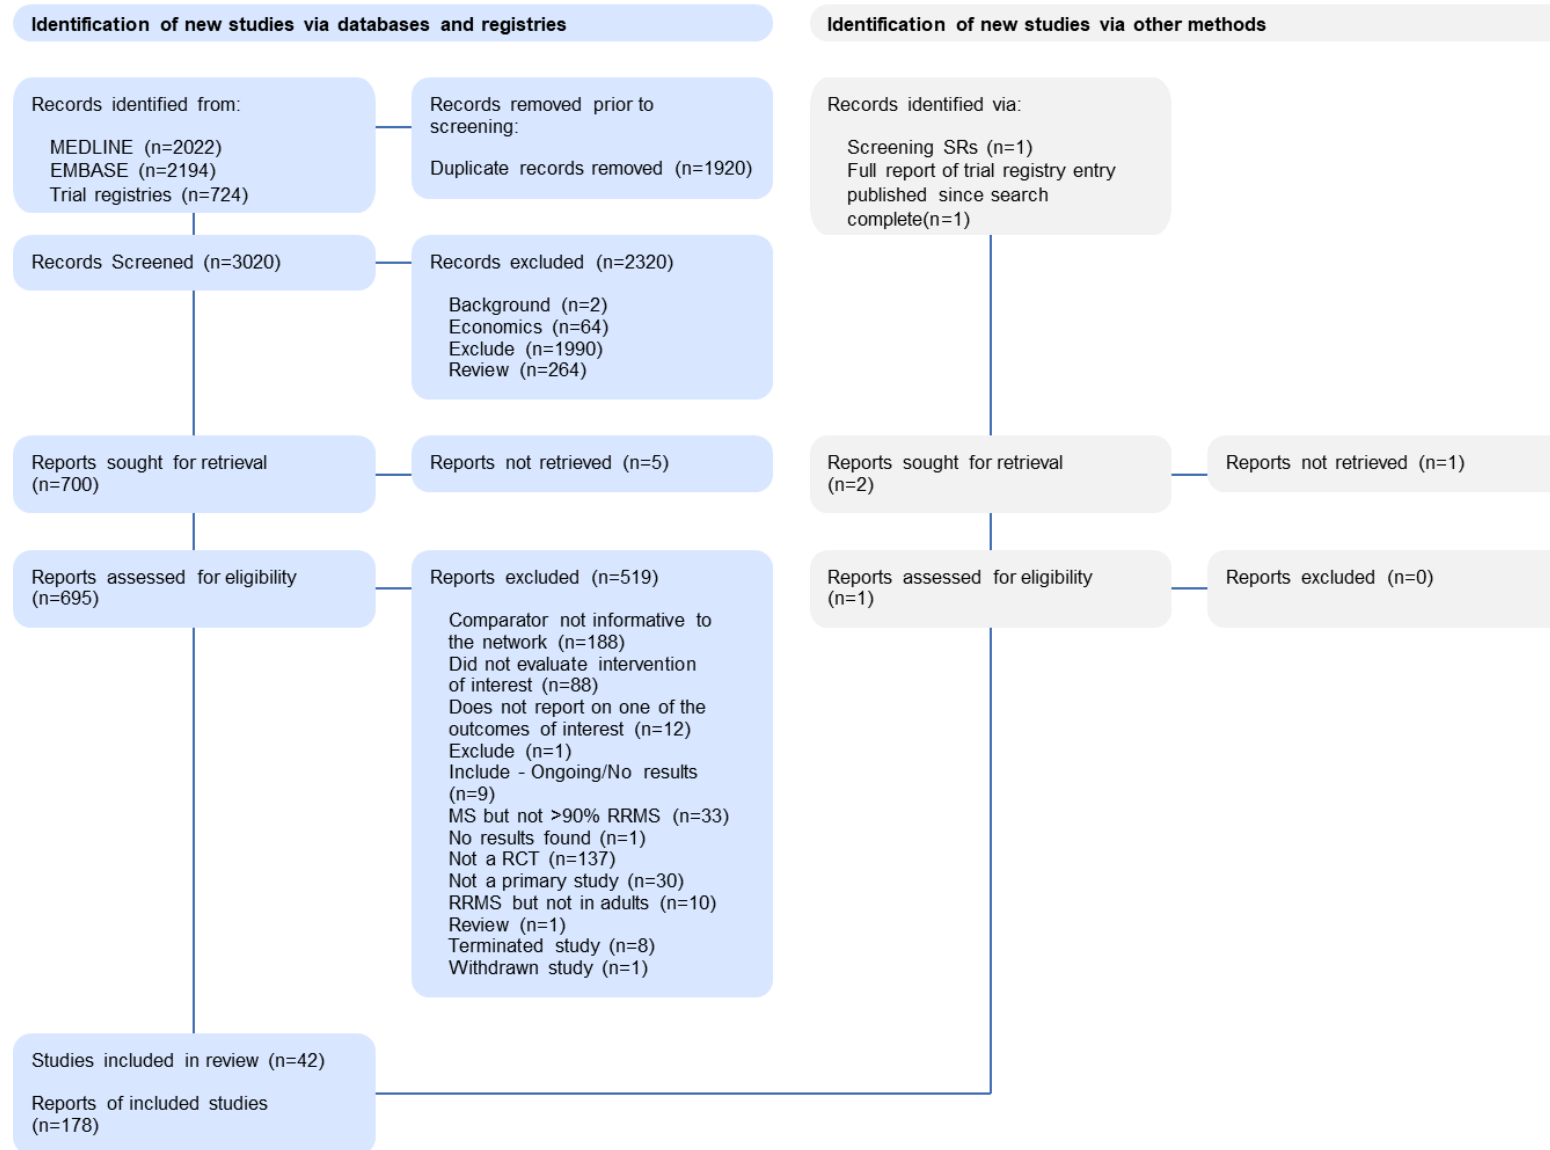 Identification of new studies via databases and registries
Identification of new studies via other methods
Records identified from:
MEDLINE (n=2022)
EMBASE (n=2194)
Trial registries (n=724)
Records removed prior to
screening:
Duplicate records removed (n=1920)
Records identified via:
Screening SRs (n=1)
Full report of trial registry entry
published since search
complete(n=1)
Records Screened (n=3020)
Records excluded (n=2320)
Background (n=2)
Economics (n=64)
Exclude (n=1990)
Review (n=264)
Reports sought for retrieval
(n=700)
Reports not retrieved (n=5)
Reports sought for retrieval
(n=2)
Reports not retrieved (n=1)
Reports assessed for eligibility
(n=695)
Reports excluded (n=519)
Comparator not informative to
the network (n=188)
Did not evaluate intervention
of interest (n=88)
Does not report on one of the
outcomes of interest (n=12)
Exclude (n=1)
Include - Ongoing/No results
(n=9)
MS but not >90% RRMS (n=33)
No results found (n=1)
Not a RCT (n=137)
Not a primary study (n=30)
RRMS but not in adults (n=10)
Review (n=1)
Terminated study (n=8)
Withdrawn study (n=1)
Reports assessed for eligibility
(n=1)
Reports excluded (n=0)
Studies included in review (n=42)
Reports of included studies
(n=178)